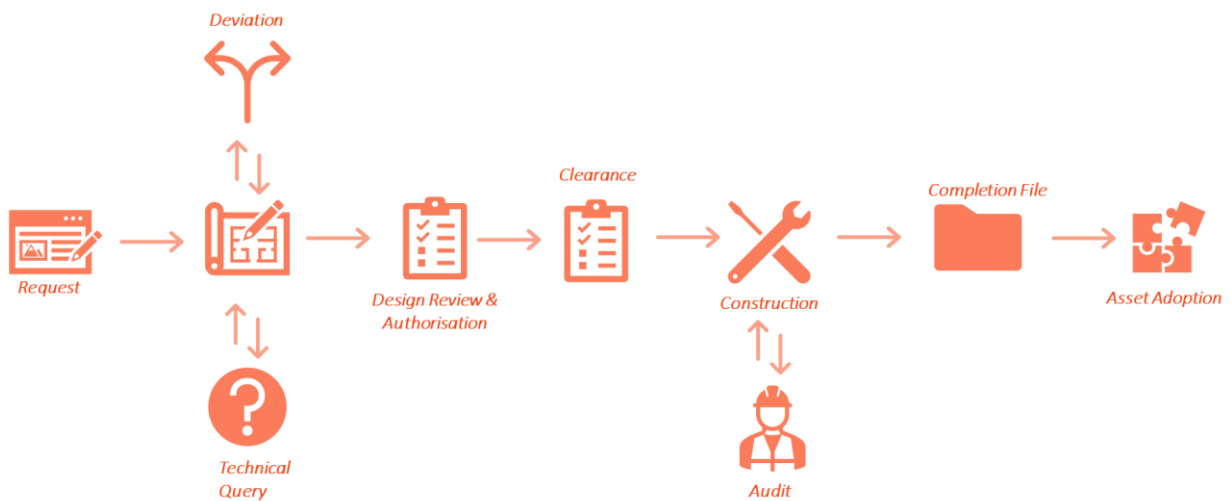 Deviation
Request
Technical
Query
Design Review &
Authorisation
Clearance
Construction
Audit
Completion File
Asset Adoption